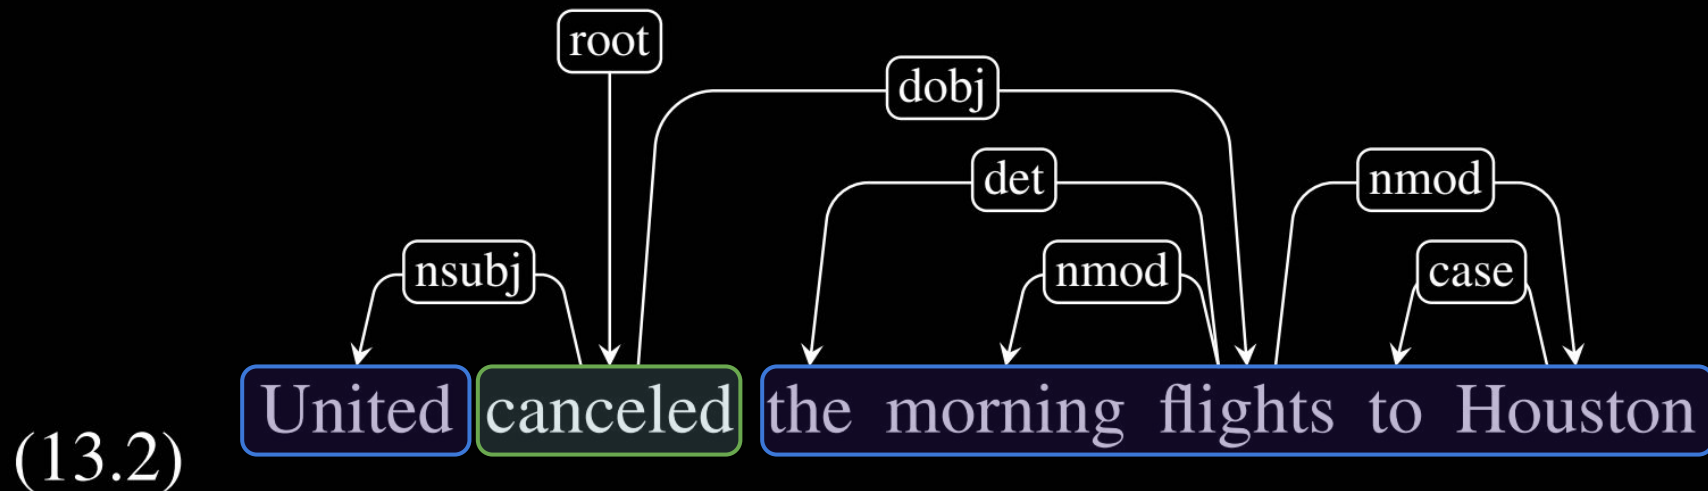 root
dobj
det
nmod
nsubj
nmod
case
United canceled the morning flights to Houston
(13.2)